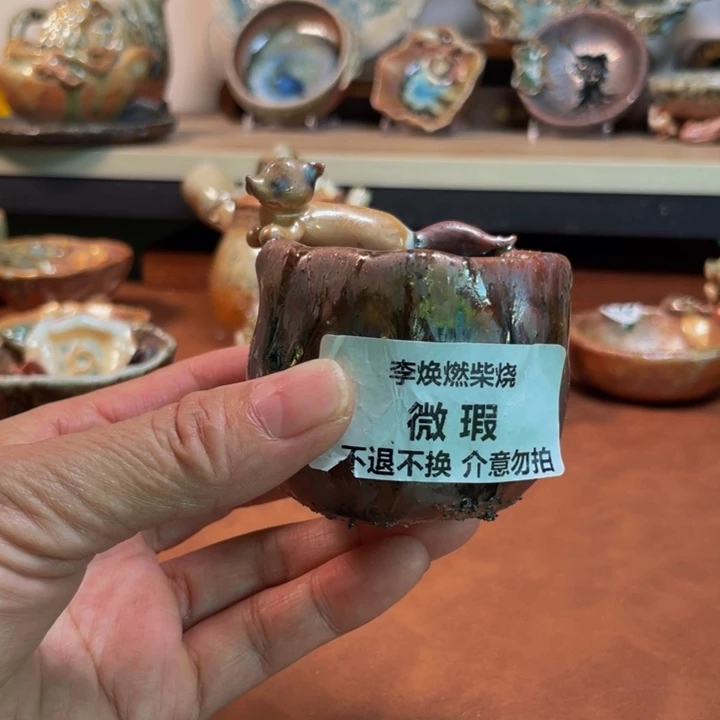 李焕燃柴烧
微瑕
不退不换 介意勿拍